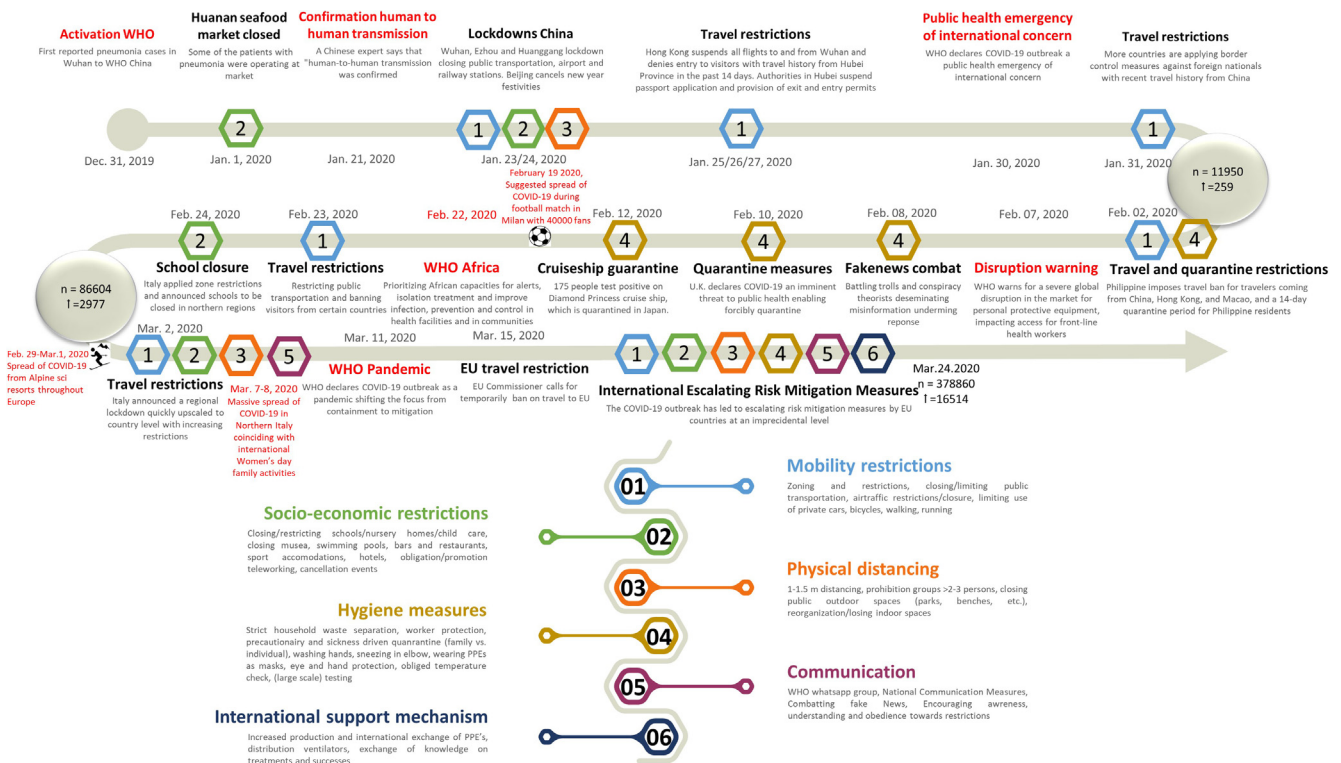 Activation WHO
First reported pneumonia cases in
Wuhan to WHO China
Huanan seafood
market closed
Some of the patients with
pneumonia were operating at
market
Confirmation human to
human transmission
A Chinese expert says that
"human-to-human transmission
was confirmed
Lockdowns China
Wuhan, Ezhou and Huanggang lockdown
closing public transportation, airport and
railway stations. Beijing cancels new year
festivities
Travel restrictions
Hong Kong suspends all flights to and from Wuhan and
denies entry to visitors with travel history from Hubei
Province in the past 14 days. Authorities in Hubei suspend
passport application and provision of exit and entry permits
Public health emergency
of international concern
WHO declares COVID-19 outbreak a
public health emergency of
international concern
Travel restrictions
More countries are applying border
control measures against foreign nationals
with recent travel history from China
2
1
2
3
1
1
Dec. 31, 2019
Jan. 1, 2020
Jan. 21, 2020
Jan. 23/24, 2020
Jan. 25/26/27, 2020
Jan. 30, 2020
Jan. 31, 2020
n = 11950
†=259
February 19 2020,
Suggested spread of
COVID-19 during
football match in
Milan with 40000 fans
Feb. 24, 2020
Feb. 23, 2020
Feb. 22, 2020
Feb. 12, 2020
Feb. 10, 2020
Feb. 08, 2020
Feb. 07, 2020
Feb. 02, 2020
2
1
4
4
4
1
4
n = 86604
†=2977
School closure
Italy applied zone restrictions
and announced schools to be
closed in northern regions
Travel restrictions
Restricting public
transportation and banning
visitors from certain countries
WHO Africa
Prioritizing African capacities for alerts,
isolation treatment and improve
infection, prevention and control in
health facilities and in communities
Cruiseship guarantine
175 people test positive on
Diamond Princess cruise ship,
which is quarantined in Japan.
Quarantine measures
U.K. declares COVID-19 an imminent
threat to public health enabling
forcibly quarantine
Fakenews combat
Battling trolls and conspiracy
theorists deseminating
misinformation underming
reponse
Disruption warning
WHO warns for a severe global
disruption in the market for
personal protective equipment,
impacting access for front-line
health workers
Travel and quarantine restrictions
Philippine imposes travel ban for travelers coming
from China, Hong Kong, and Macao, and a 14-day
quarantine period for Philippine residents
Feb. 29-Mar.1, 2020
Spread of COVID-19
from Alpine sci
resorts throughout
Europe
Mar. 2, 2020
Mar. 11, 2020
Mar. 15, 2020
1
2
3
5
1
2
3
4
5
6
Travel restrictions
Italy announced a regional
lockdown quickly upscaled to
country level with increasing
restrictions
Mar. 7-8, 2020
Massive spread of
COVID-19 in
Northern Italy
coinciding with
international
Women's day
family activities
WHO Pandemic
WHO declares COVID-19 outbreak as a
pandemic shifting the focus from
containment to mitigation
EU travel restriction
EU Commissioner calls for
temporarily ban on travel to EU
International Escalating Risk Mitigation Measures
The COVID-19 outbreak has led to escalating risk mitigation measures by EU
countries at an imprecidental level
Mar.24.2020
n = 378860
†=16514
01
Mobility restrictions
Zoning and restrictions, closing/limiting public
transportation, airtraffic restrictions/closure, limiting use
of private cars, bicycles, walking, running
Socio-economic restrictions
Closing/restricting schools/nursery homes/child care,
closing musea, swimming pools, bars and restaurants,
sport accomodations, hotels, obligation/promotion
teleworking, cancellation events
02
03
Physical distancing
1-1.5 m distancing, prohibition groups >2-3 persons, closing
public outdoor spaces (parks, benches, etc.),
reorganization/losing indoor spaces
Hygiene measures
Strict household waste separation, worker protection,
precautionairy and sickness driven quanrantine (family vs.
individual), washing hands, sneezing in elbow, wearing PPEs
as masks, eye and hand protection, obliged temperature
check, (large scale) testing
04
05
Communication
WHO whatsapp group, National Communication Measures,
Combatting fake News, Encouraging awreness,
understanding and obedience towards restrictions
International support mechanism
Increased production and international exchange of PPE's,
distribution ventilators, exchange of knowledge on
treatments and successes
06